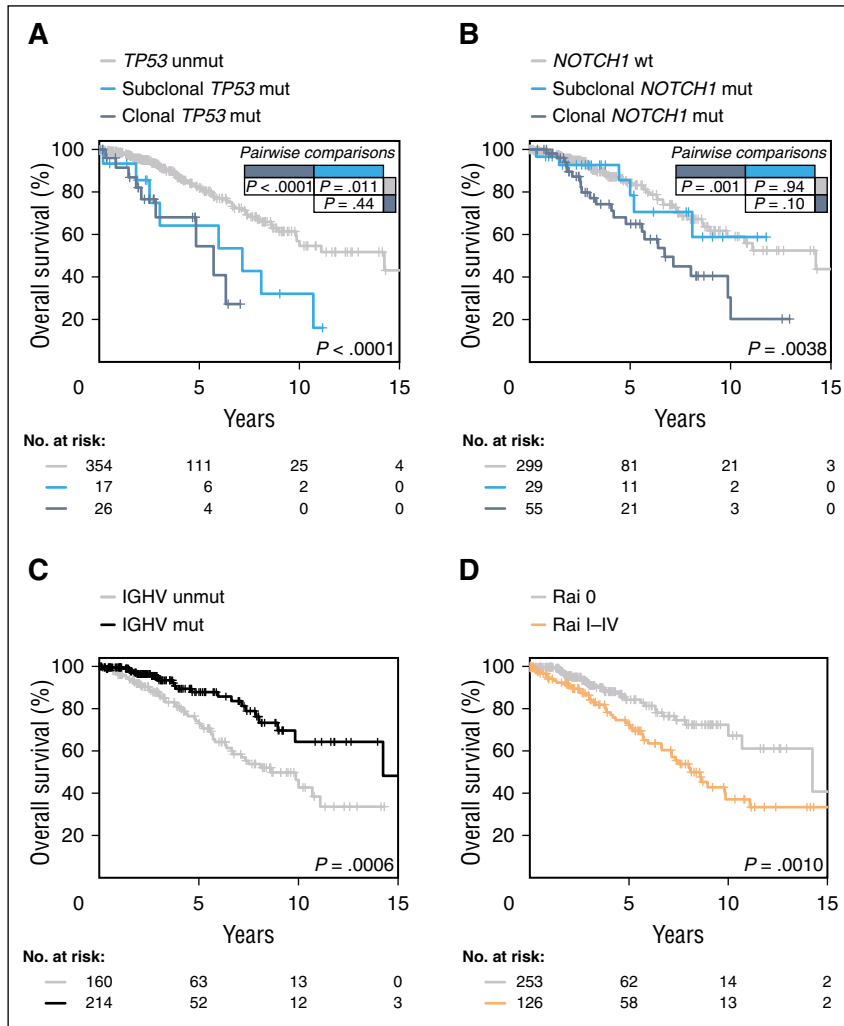 A
TP53 unmut
Subclonal TP53 mut
Clonal TP53 mut
Pairwise comparisons
P < .0001 P = .011
P = .44
Overall survival (%)
100
80
60
40
20
0
5
10
15
P < .0001
Years
No. at risk:
354 111 25 4
17 6 2 0
26 4 0 0
B
NOTCH1 wt
Subclonal NOTCH1 mut
Clonal NOTCH1 mut
Pairwise comparisons
P = .001 P = .94
P = .10
Overall survival (%)
100
80
60
40
20
0
5
10
15
P = .0038
Years
No. at risk:
299 81 21 3
29 11 2 0
55 21 3 0
C
IGHV unmut
IGHV mut
Overall survival (%)
100
80
60
40
20
0
5
10
15
P = .0006
Years
No. at risk:
160 63 13 0
214 52 12 3
D
Rai 0
Rai I–IV
Overall survival (%)
100
80
60
40
20
0
5
10
15
P = .0010
Years
No. at risk:
253 62 14 2
126 58 13 2